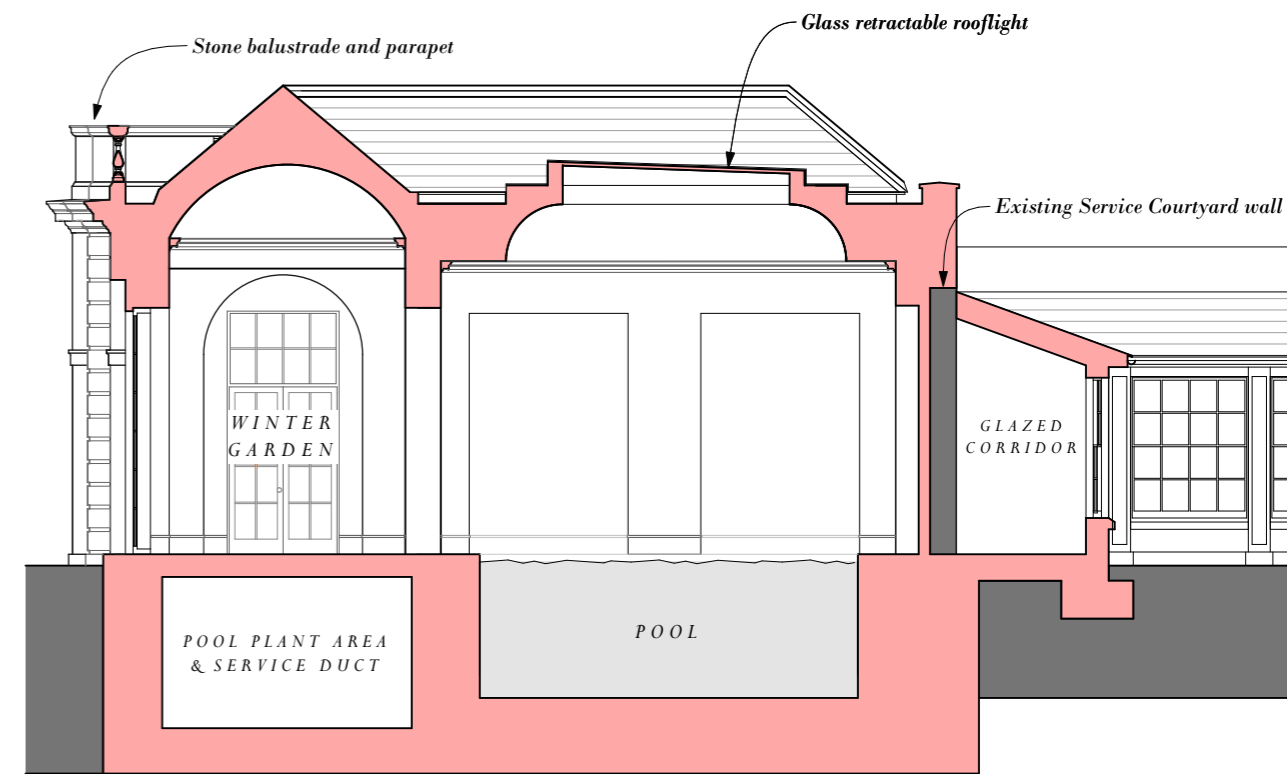 Glass retractable rooflight
Stone balustrade and parapet
Existing Service Courtyard wall
WINTER
GARDEN
GLAZED
CORRIDOR
POOL PLANT AREA
& SERVICE DUCT
POOL